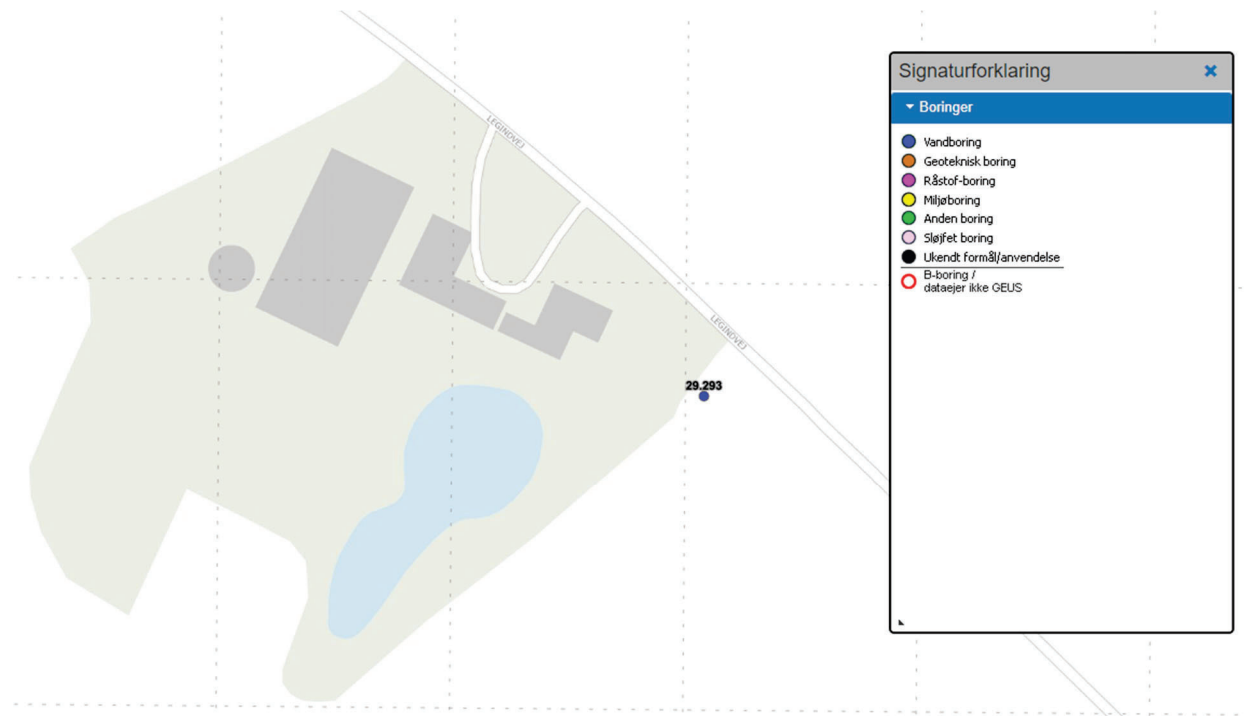 LEGINDVEJ
LEGINDVEJ
29.293
Signaturforklaring
Boringer
Vandboring
Geoteknisk boring
Råstof-boring
Miljøboring
Anden boring
Sløjfet boring
Ukendt formål/anvendelse
B-boring /
dataejer ikke GEUS